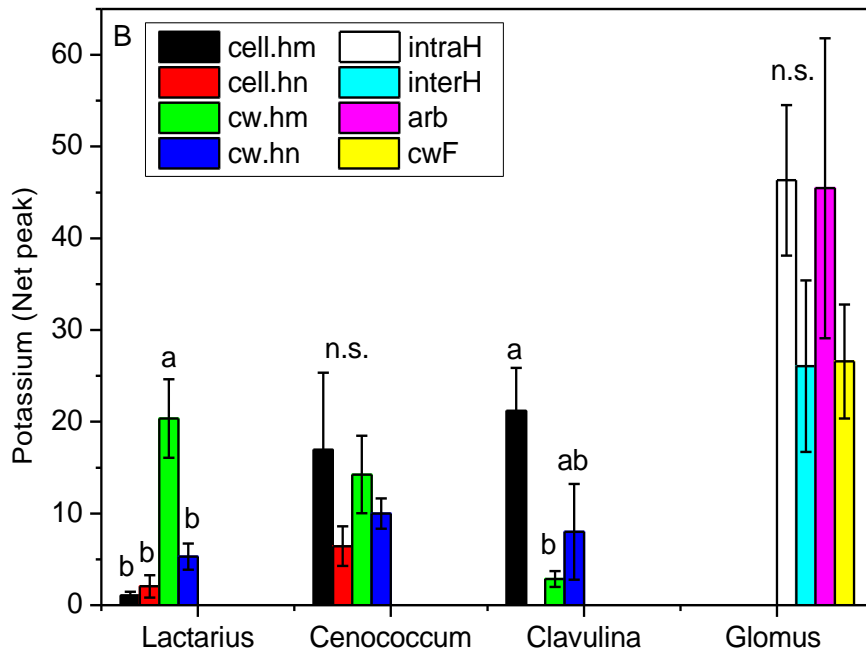 B
cell.hm intraH
cell.hn interH
cw.hm arb
cw.hn cwF
Potassium (Net peak)
60
50
40
30
20
10
0
b b a b
n.s.
a b ab
n.s.
Lactarius Cenococcum Clavulina Glomus